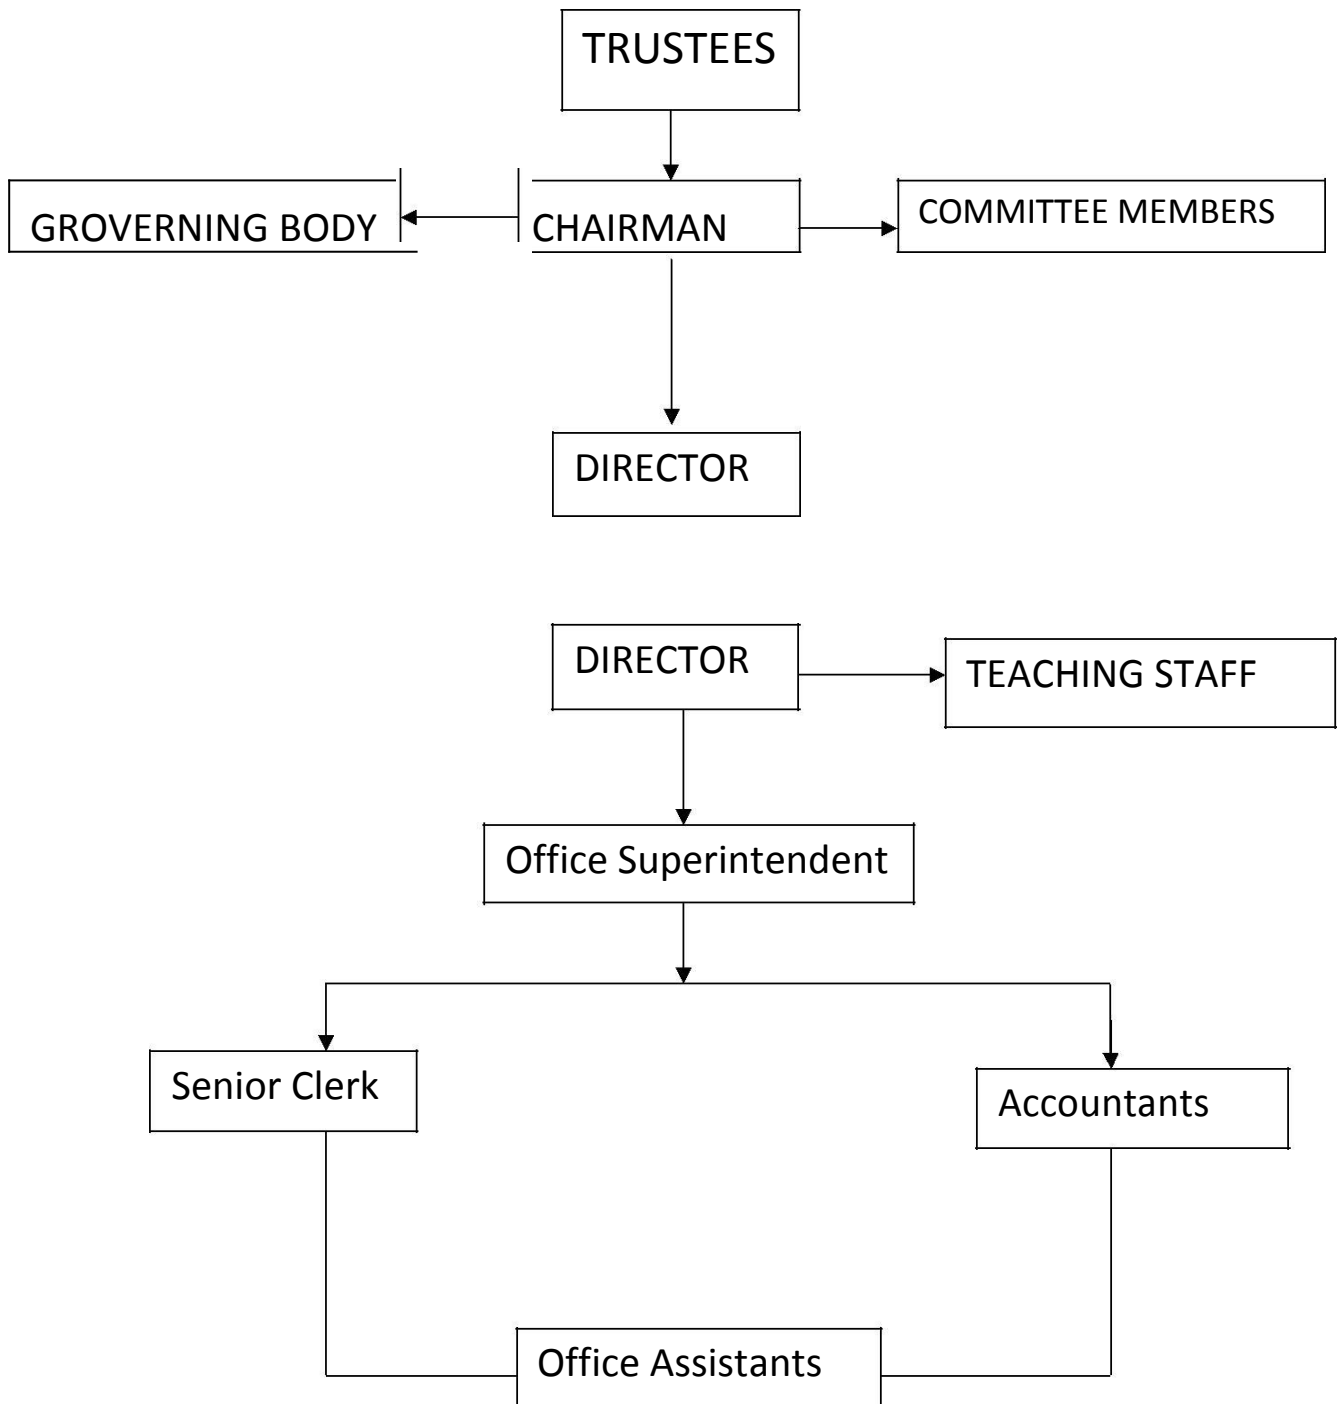 TRUSTEES
GROVERNING BODY
CHAIRMAN
COMMITTEE MEMBERS
DIRECTOR
DIRECTOR
TEACHING STAFF
Office Superintendent
Senior Clerk
Accountants
Office Assistants